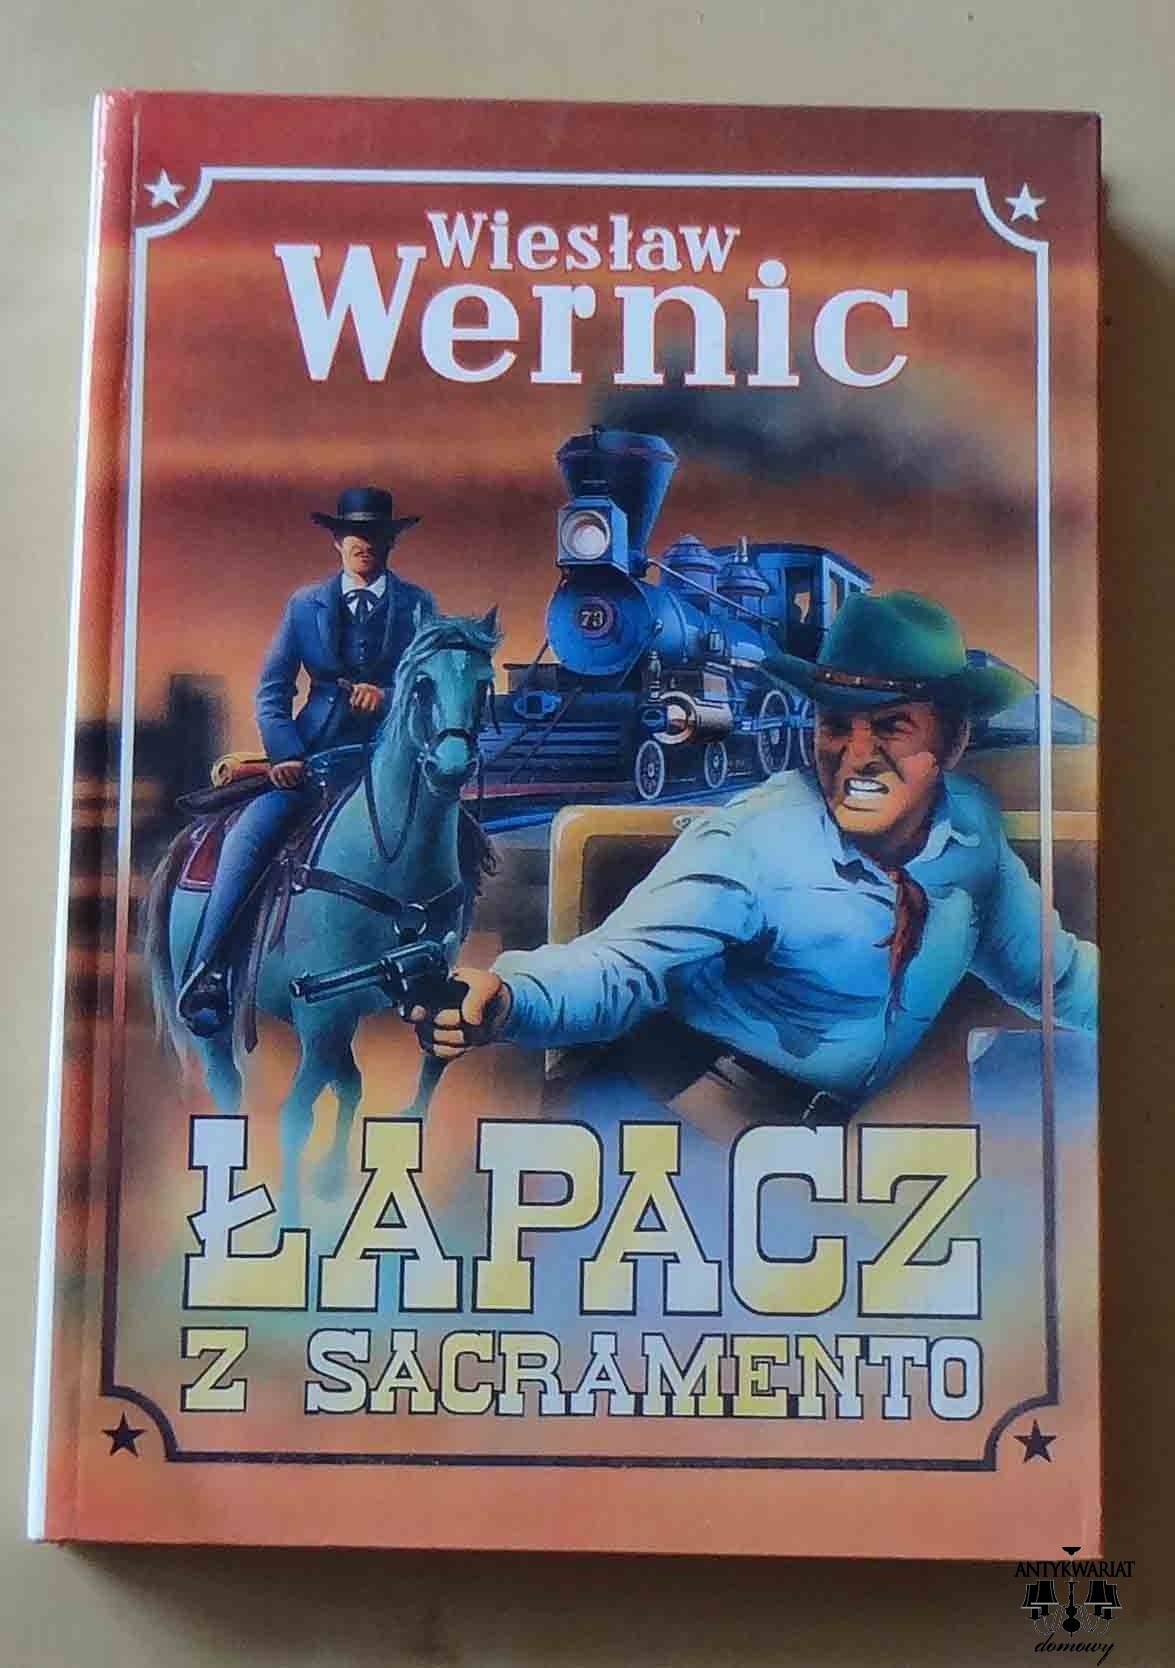 Wiesław
Wernic
73
ŁAPACZ
Z SACRAMENTO
ANTYKWARIAT
domowy